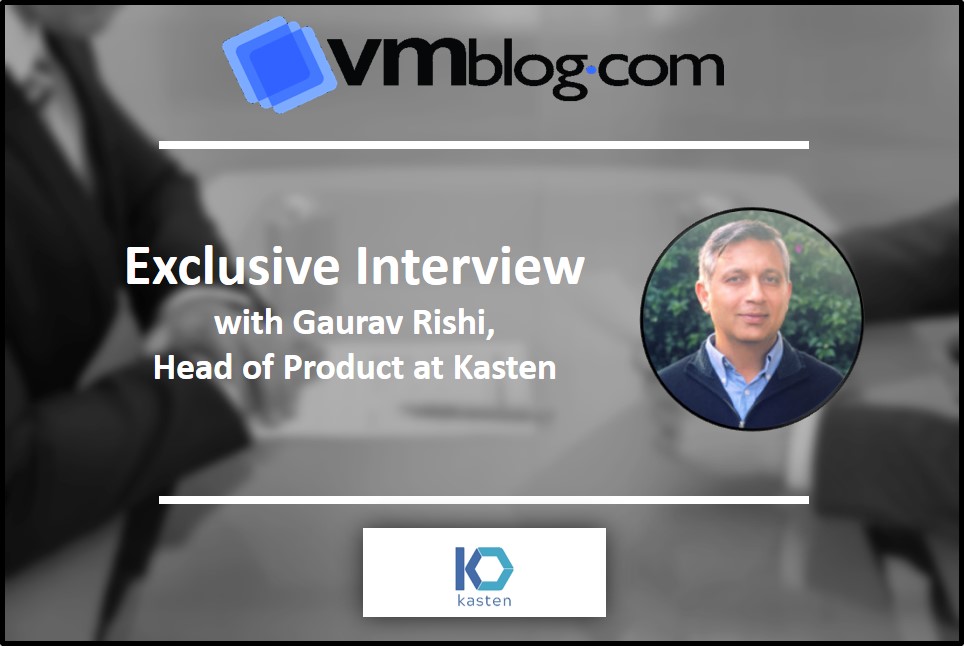 vmblog.com
Exclusive Interview
with Gaurav Rishi,
Head of Product at Kasten
kasten